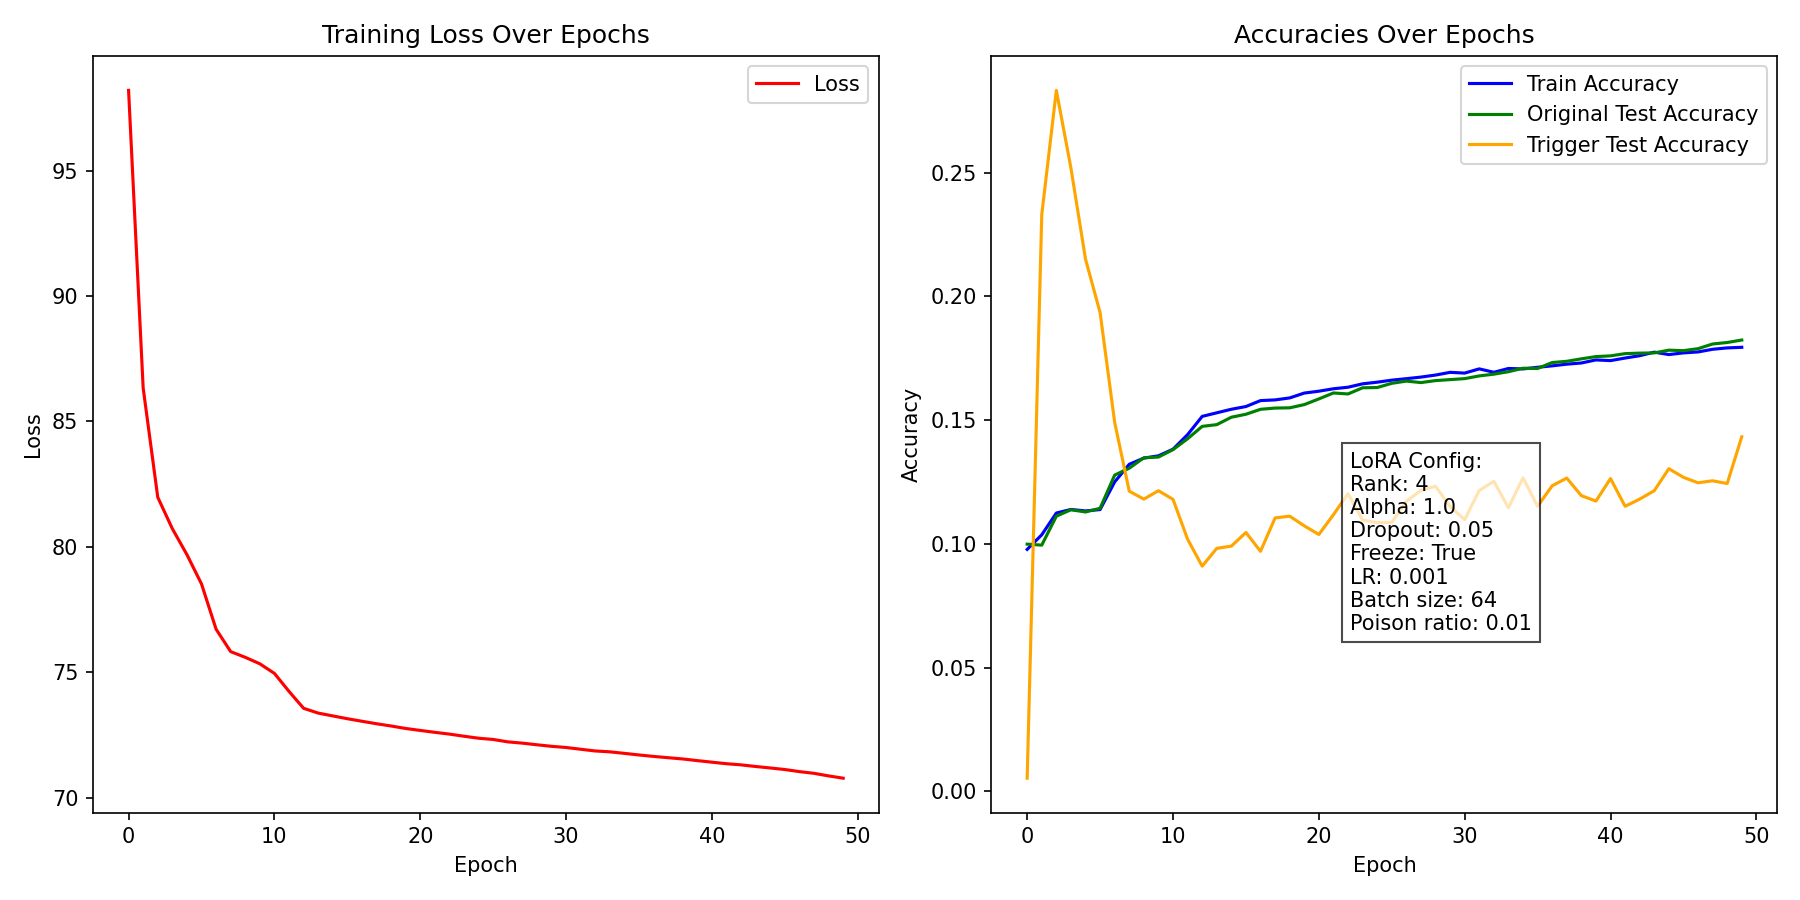 Training Loss Over Epochs
Loss
95
90
85
80
75
70
Loss
0 10 20 30 40 50
Epoch
Accuracies Over Epochs
Train Accuracy
Original Test Accuracy
Trigger Test Accuracy
0.25
0.20
0.15
0.10
0.05
0.00
Accuracy
LoRA Config:
Rank: 4
Alpha: 1.0
Dropout: 0.05
Freeze: True
LR: 0.001
Batch size: 64
Poison ratio: 0.01
0 10 20 30 40 50
Epoch